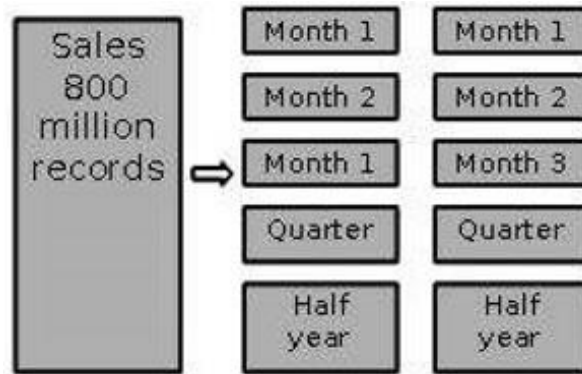 Sales
800
million
records
Month 1
Month 2
Month 1
Quarter
Half
year
Month 1
Month 2
Month 3
Quarter
Half
year